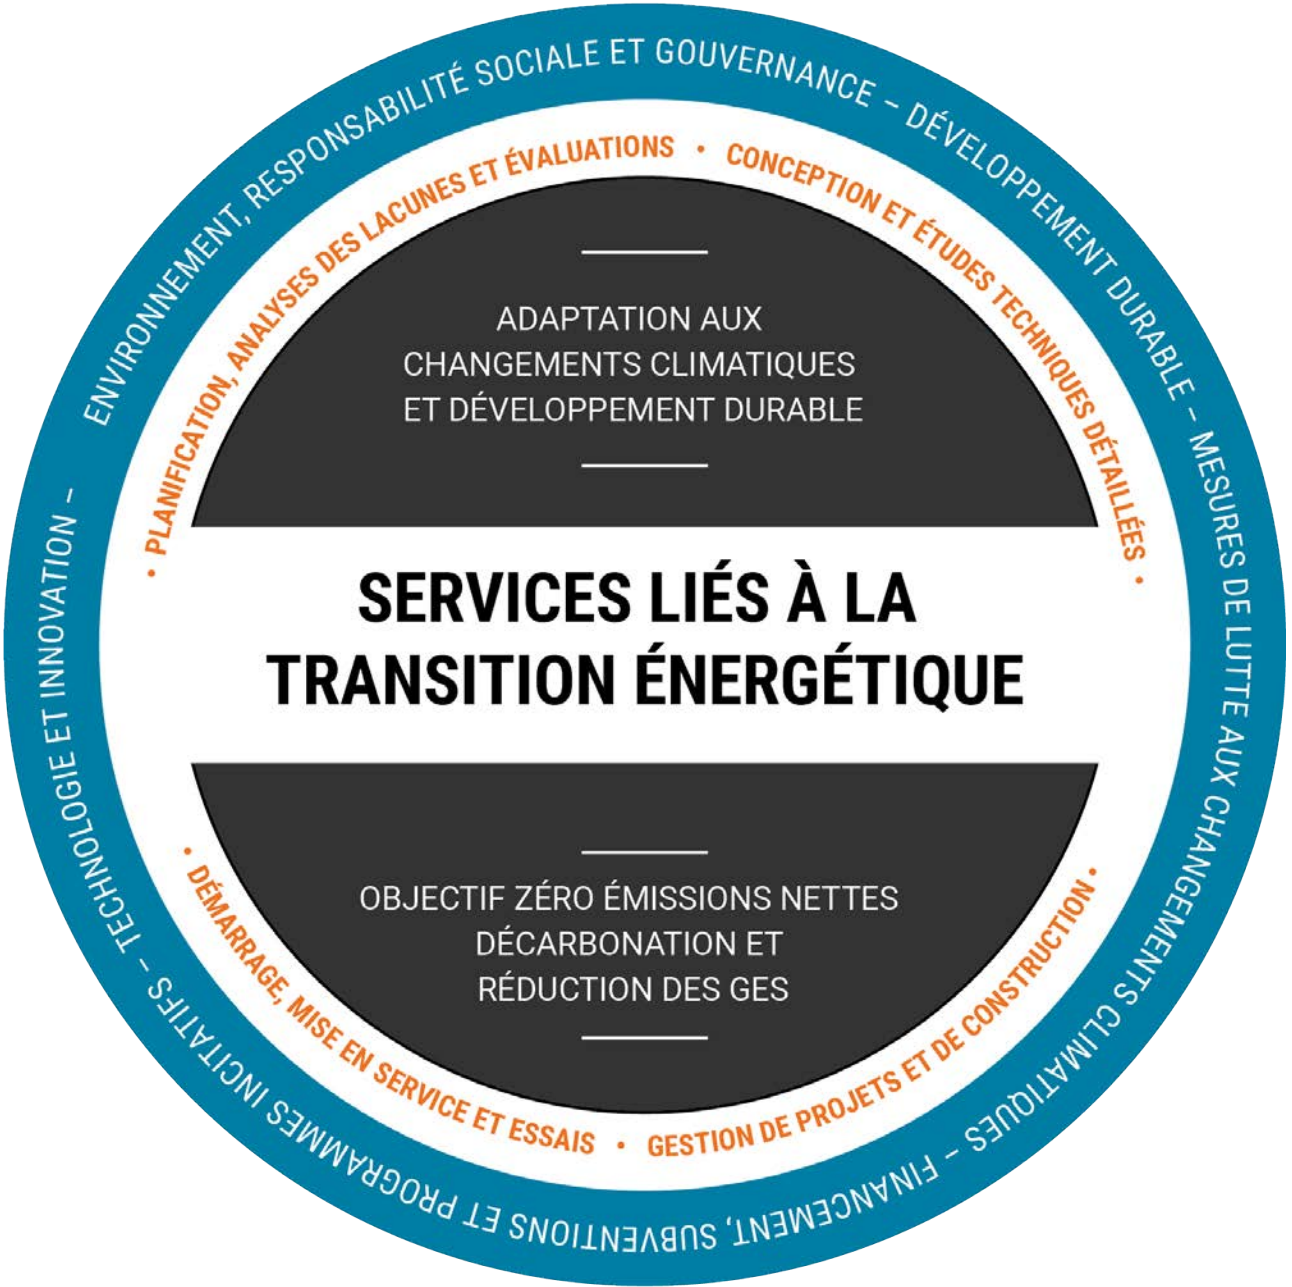 ENVIRONNEMENT, RESPONSABILITÉ SOCIALE ET GOUVERNANCE – DÉVELOPPEMENT DURABLE – MESURES DE LUTTE AUX CHANGEMENTS CLIMATIQUES – FINANCEMENT, SUBVENTIONS ET PROGRAMMES INCITATIFS – TECHNOLOGIE ET INNOVATION –
• PLANIFICATION, ANALYSES DES LACUNES ET ÉVALUATIONS • CONCEPTION ET ÉTUDES TECHNIQUES DÉTAILLÉES •
ADAPTATION AUX
CHANGEMENTS CLIMATIQUES
ET DÉVELOPPEMENT DURABLE
SERVICES LIÉS À LA
TRANSITION ÉNERGÉTIQUE
OBJECTIF ZÉRO ÉMISSIONS NETTES
DÉCARBONATION ET
RÉDUCTION DES GES
• DÉMARRAGE, MISE EN SERVICE ET ESSAIS • GESTION DE PROJETS ET DE CONSTRUCTION •